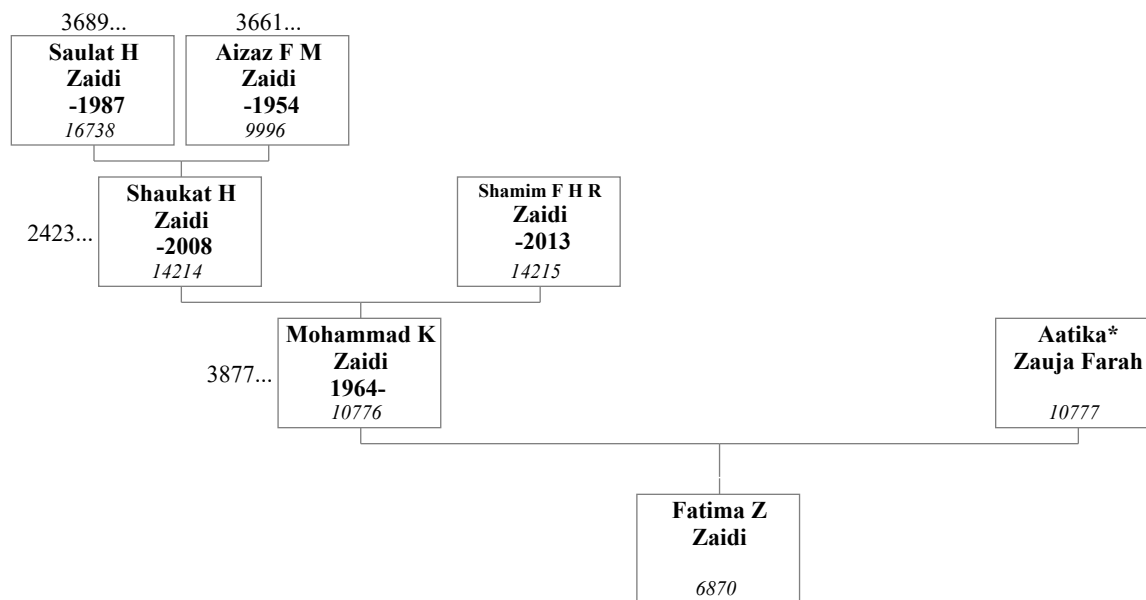 3689...
3661...
Saulat H
Zaidi
-1987
16738
Aizaz F M
Zaidi
-1954
9996
2423...
Shaukat H
Zaidi
-2008
14214
Shamim F H R
Zaidi
-2013
14215
3877...
Mohammad K
Zaidi
1964-
10776
Aatika*
Zauja Farah
10777
Fatima Z
Zaidi
6870